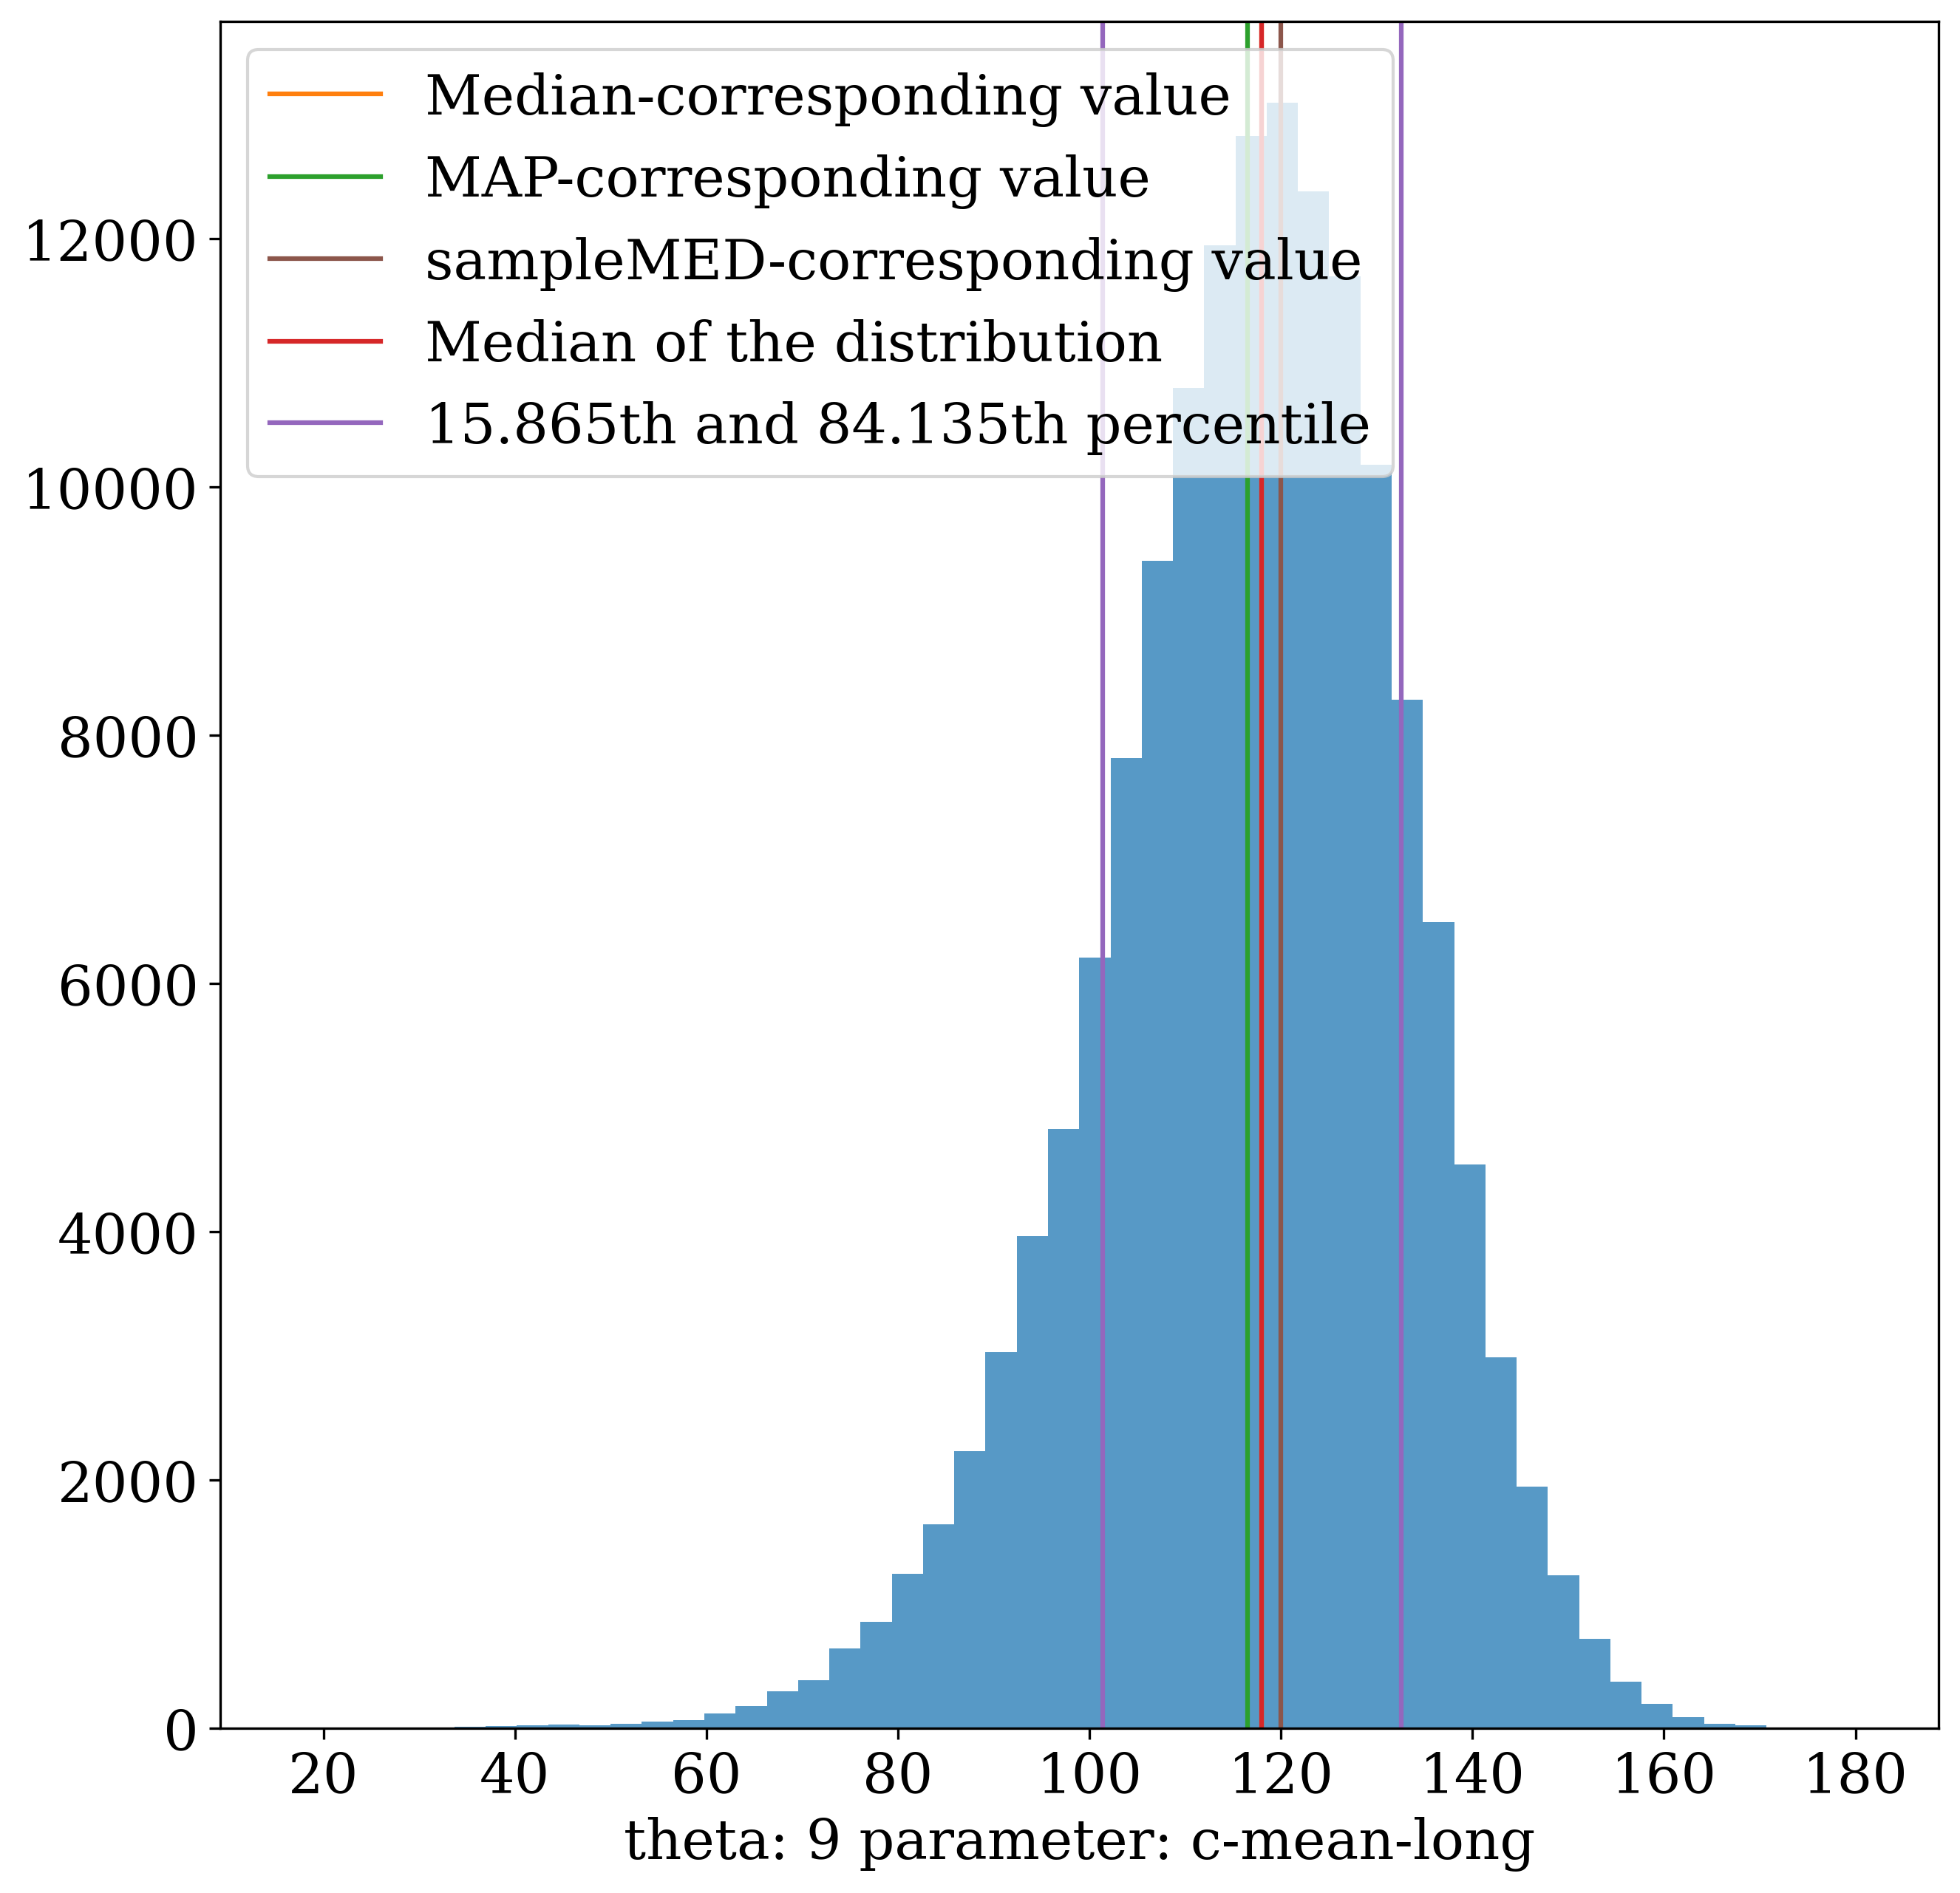 Median-corresponding value
MAP-corresponding value
sampleMED-corresponding value
Median of the distribution
15.865th and 84.135th percentile
12000
10000
8000
6000
4000
2000
0
20 40 60 80 100 120 140 160 180
theta: 9 parameter: c-mean-long